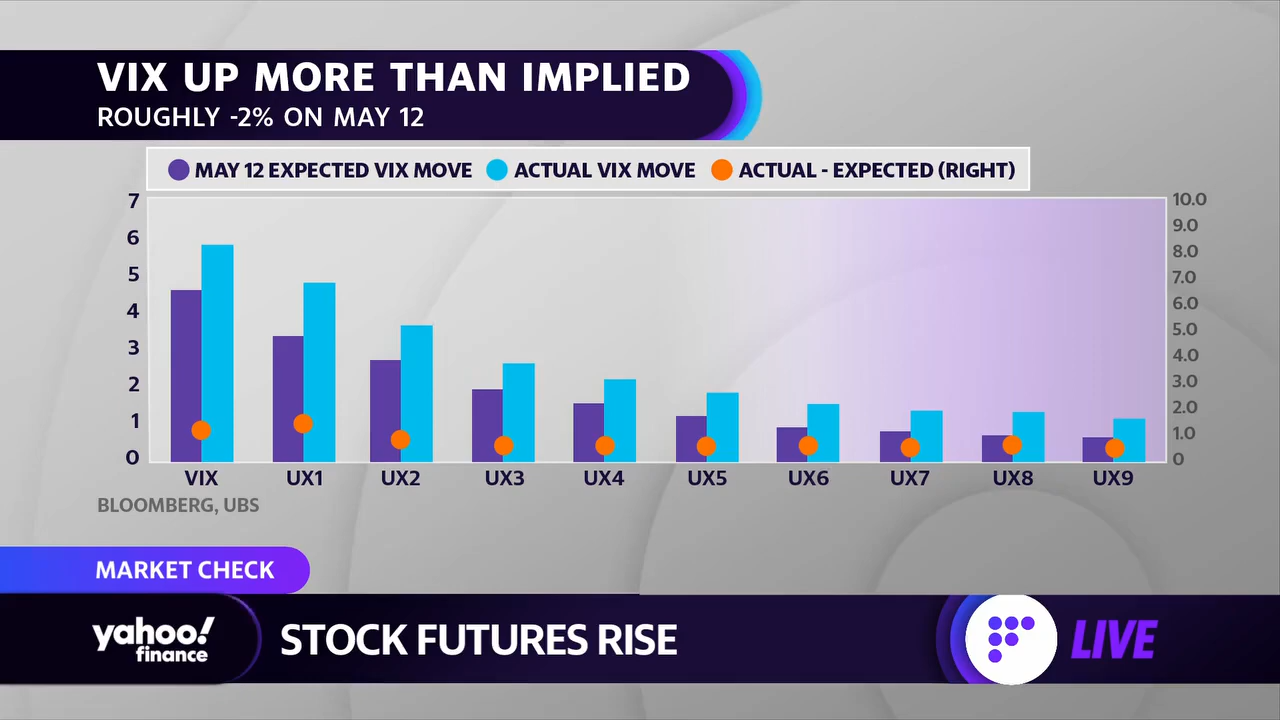 VIX UP MORE THAN IMPLIED
ROUGHLY -2% ON MAY 12
MAY 12 EXPECTED VIX MOVE ACTUAL VIX MOVE ACTUAL - EXPECTED (RIGHT)
7
6
5
4
3
2
1
0
10.0
9.0
8.0
7.0
6.0
5.0
4.0
3.0
2.0
1.0
0
VIX UX1 UX2 UX3 UX4 UX5 UX6 UX7 UX8 UX9
BLOOMBERG, UBS
MARKET CHECK
yahoo!
finance
STOCK FUTURES RISE
LIVE